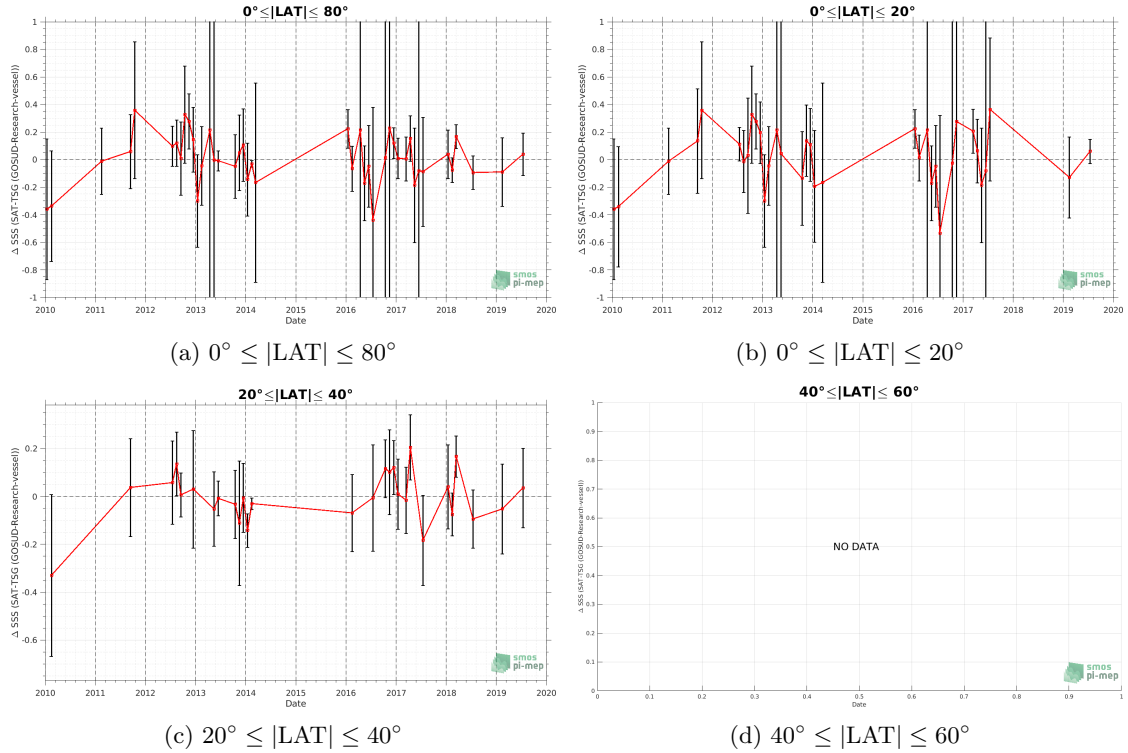 0°≤|LAT|≤ 80°
Δ SSS (SAT-TSG (GOSUD-Research-vessel))
1
0.8
0.6
0.4
0.2
0
-0.2
-0.4
-0.6
-0.8
-1
2010 2011 2012 2013 2014 2015 2016 2017 2018 2019 2020
Date
smos
pi-mep
(a) 0° ≤ |LAT| ≤ 80°
0°≤|LAT|≤ 20°
Δ SSS (SAT-TSG (GOSUD-Research-vessel))
1
0.8
0.6
0.4
0.2
0
-0.2
-0.4
-0.6
-0.8
-1
2010 2011 2012 2013 2014 2015 2016 2017 2018 2019 2020
Date
smos
pi-mep
(b) 0° ≤ |LAT| ≤ 20°
20°≤|LAT|≤ 40°
Δ SSS (SAT-TSG (GOSUD-Research-vessel))
0.2
0
-0.2
-0.4
-0.6
2010 2011 2012 2013 2014 2015 2016 2017 2018 2019 2020
Date
smos
pi-mep
(c) 20° ≤ |LAT| ≤ 40°
40°≤|LAT|≤ 60°
Δ SSS (SAT-TSG (GOSUD-Research-vessel))
1
0.9
0.8
0.7
0.6
0.5
0.4
0.3
0.2
0.1
0
NO DATA
0 0.1 0.2 0.3 0.4 0.5 0.6 0.7 0.8 0.9 1
Date
smos
pi-mep
(d) 40° ≤ |LAT| ≤ 60°